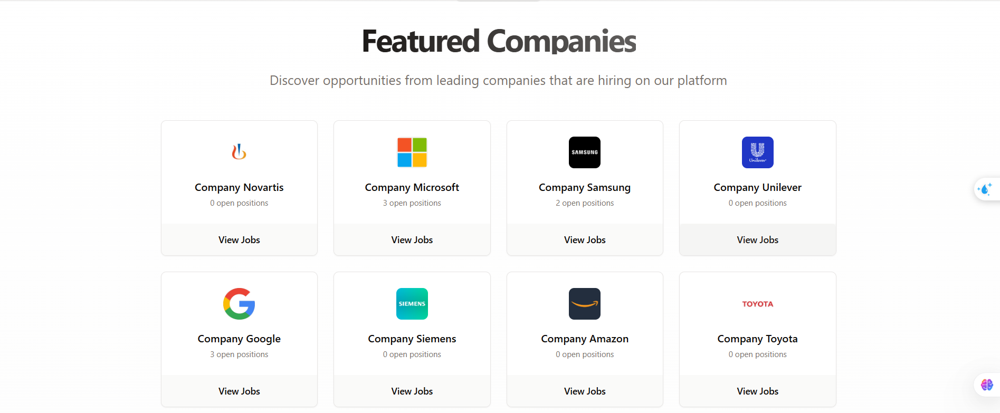 Featured Companies
Discover opportunities from leading companies that are hiring on our platform
SAMSUNG
Unilever
Company Novartis
Company Microsoft
Company Samsung
Company Unilever
0 open positions
3 open positions
2 open positions
0 open positions
View Jobs
View Jobs
View Jobs
View Jobs
SIEMENS
TOYOTA
Company Google
Company Siemens
Company Amazon
Company Toyota
3 open positions
0 open positions
0 open positions
0 open positions
View Jobs
View Jobs
View Jobs
View Jobs